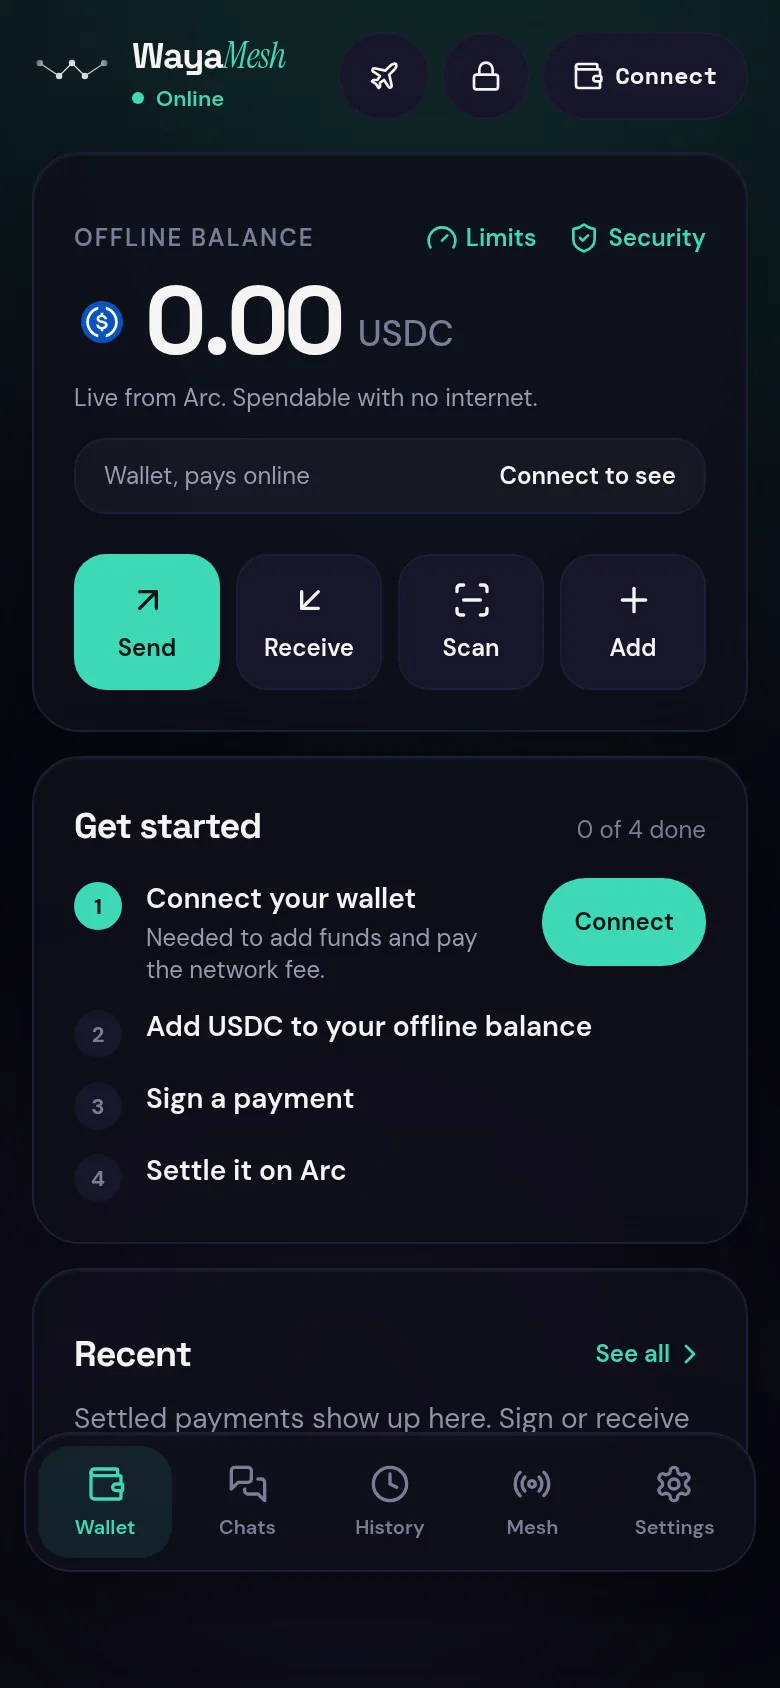 WayaMesh
Online
Connect
OFFLINE BALANCE
Limits
Security
0.00 USDC
Live from Arc. Spendable with no internet.
Wallet, pays online
Connect to see
Send
Receive
Scan
Add
Get started
0 of 4 done
1
Connect your wallet
Needed to add funds and pay
the network fee.
Connect
2
Add USDC to your offline balance
3
Sign a payment
4
Settle it on Arc
Recent
See all
Settled payments show up here. Sign or receive
Wallet
Chats
History
Mesh
Settings